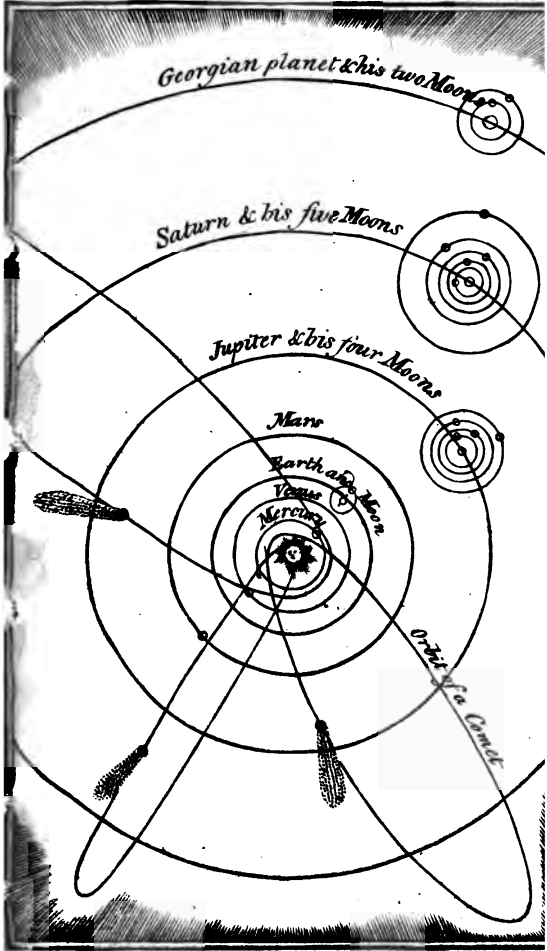 Georgian planet & his two Moons
Saturn & his five Moons
Jupiter & his four Moons
Mars
Earth and Moon
Venus
Mercury
Orbit of a Comet